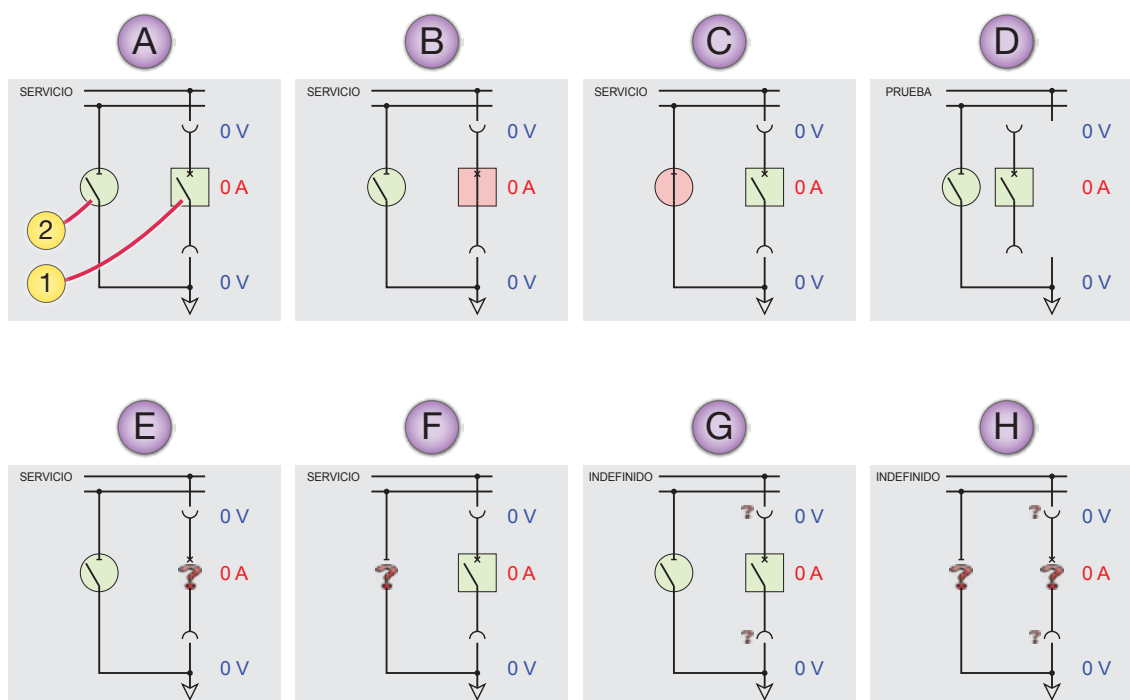 A
B
C
D
SERVICIO
0 V
0 A
0 V
2
1
SERVICIO
0 V
0 A
0 V
SERVICIO
0 V
0 A
0 V
PRUEBA
0 V
0 A
0 V
E
F
G
H
SERVICIO
0 V
? 0 A
0 V
SERVICIO
0 V
? 0 A
0 V
INDEFINIDO
? 0 V
0 A
? 0 V
INDEFINIDO
? 0 V
? ? 0 A
? 0 V